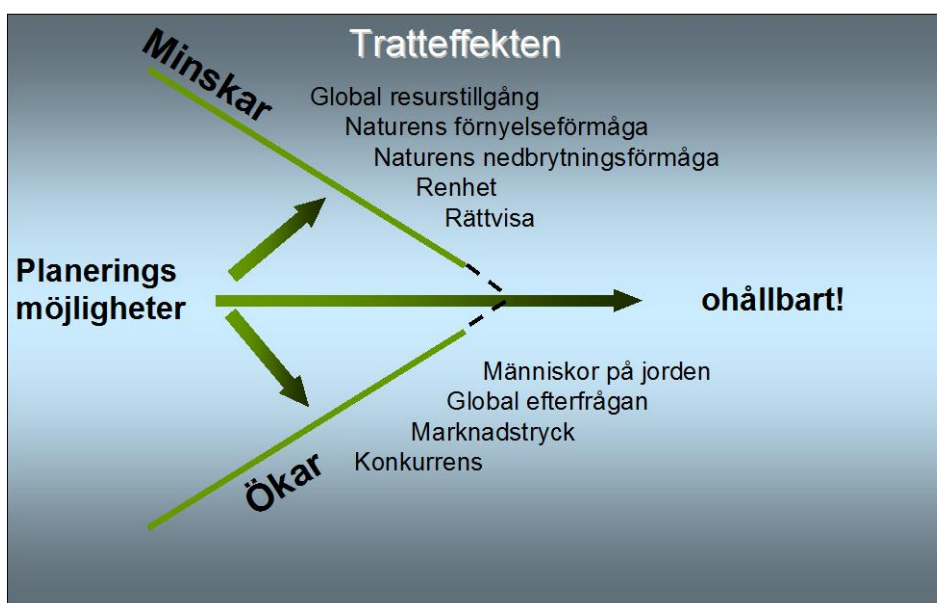 Tratteffekten
Minskar
Global resurstillgång
Naturens förnyelseförmåga
Naturens nedbrytningsförmåga
Renhet
Rättvisa
Planerings
möjligheter
ohållbart!
Människor på jorden
Global efterfrågan
Marknadstryck
Konkurrens
Ökar